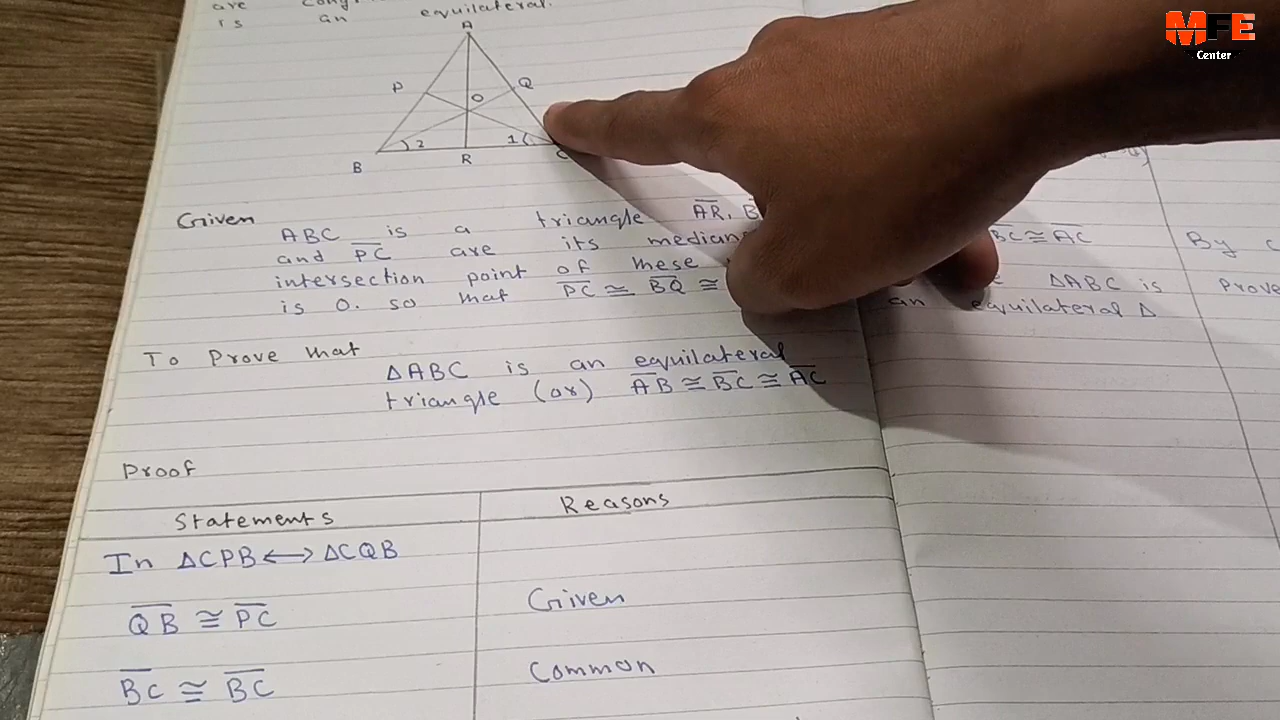 are
is an equilateral.
A
P
Q
O
2
1
B
R
C
Given
ABC is a triangle AR, B
and PC are its median
intersection point of these
is O. so that PC ≅ BQ ≅
To Prove that
ΔABC is an equilateral
triangle (or) AB ≅ BC ≅ AC
Proof
Statements
Reasons
In ΔCPB ⟷ ΔCQB
QB ≅ PC
Given
BC ≅ BC
Common
BC ≅ AC
By
ΔABC is
Prove
an equilateral Δ
MFE
Center